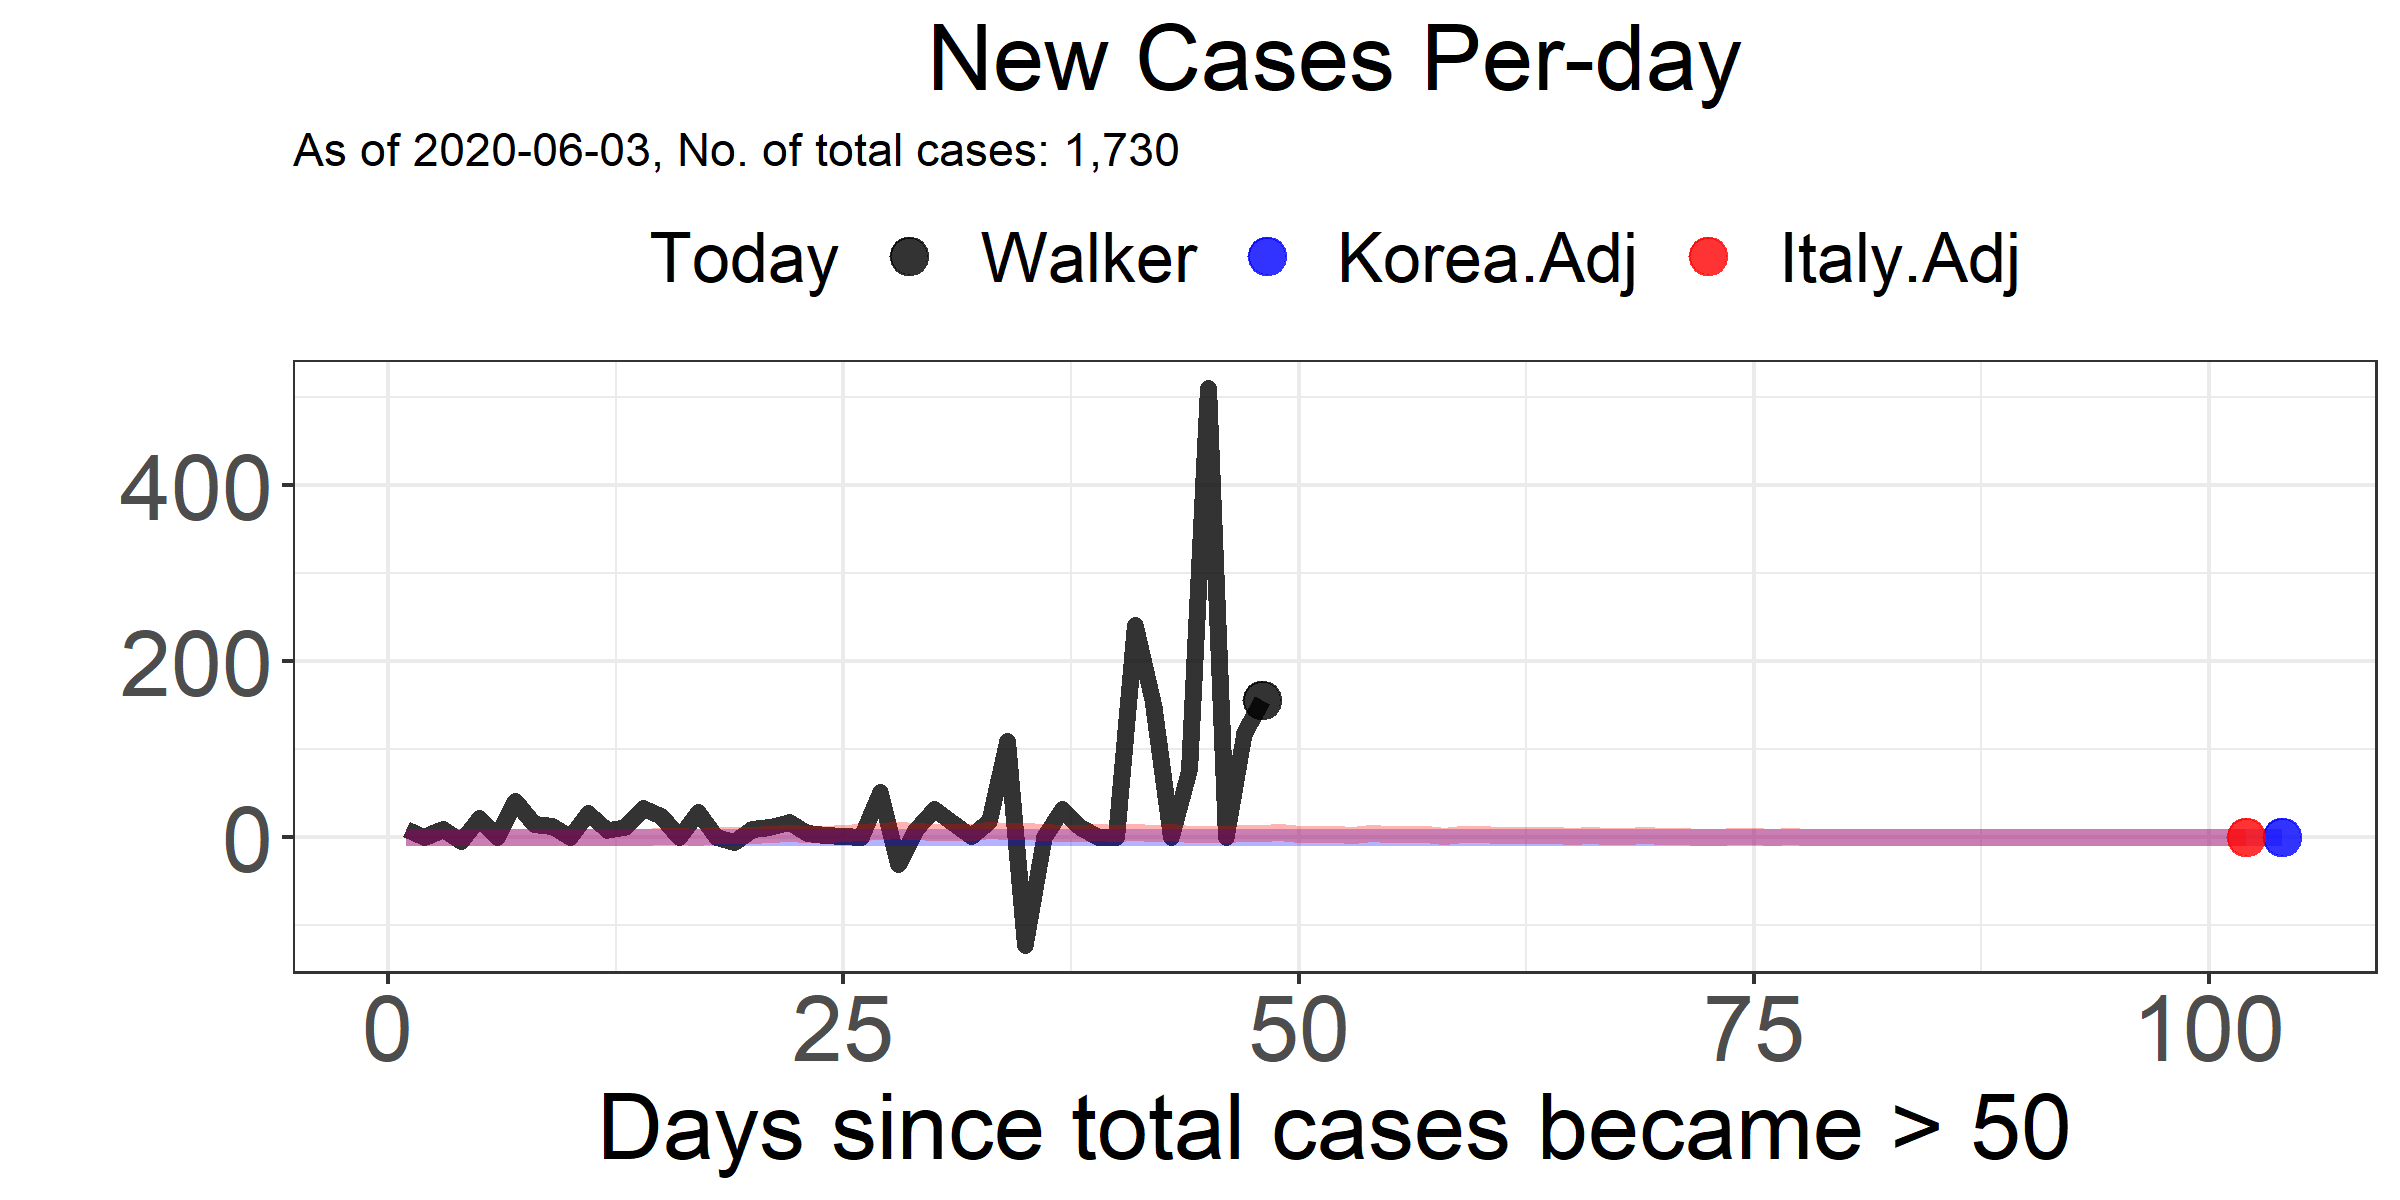 New Cases Per-day
As of 2020-06-03, No. of total cases: 1,730
Today Walker Korea.Adj Italy.Adj
400
200
0
0 25 50 75 100
Days since total cases became > 50